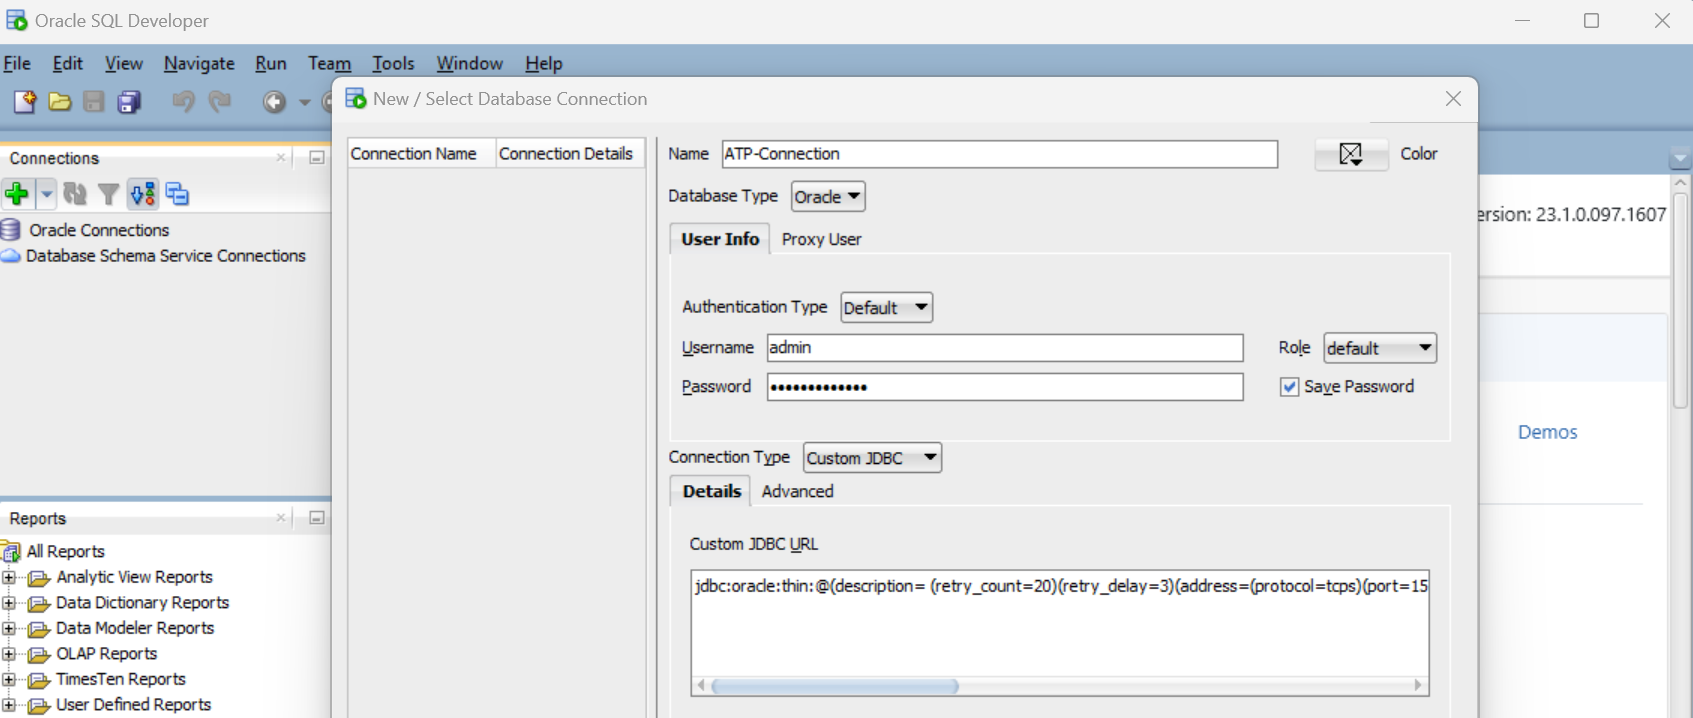 Oracle SQL Developer
File Edit View Navigate Run Team Tools Window Help
New / Select Database Connection
Connections
Oracle Connections
Database Schema Service Connections
Reports
All Reports
Analytic View Reports
Data Dictionary Reports
Data Modeler Reports
OLAP Reports
TimesTen Reports
User Defined Reports
Connection Name Connection Details
Name ATP-Connection Color
Database Type Oracle
User Info Proxy User
Authentication Type Default
Username admin Role default
Password ••••••••••••• Save Password
Connection Type Custom JDBC
Details Advanced
Custom JDBC URL
jdbc:oracle:thin:@(description= (retry_count=20)(retry_delay=3)(address=(protocol=tcps)(port=15
ersion: 23.1.0.097.1607
Demos